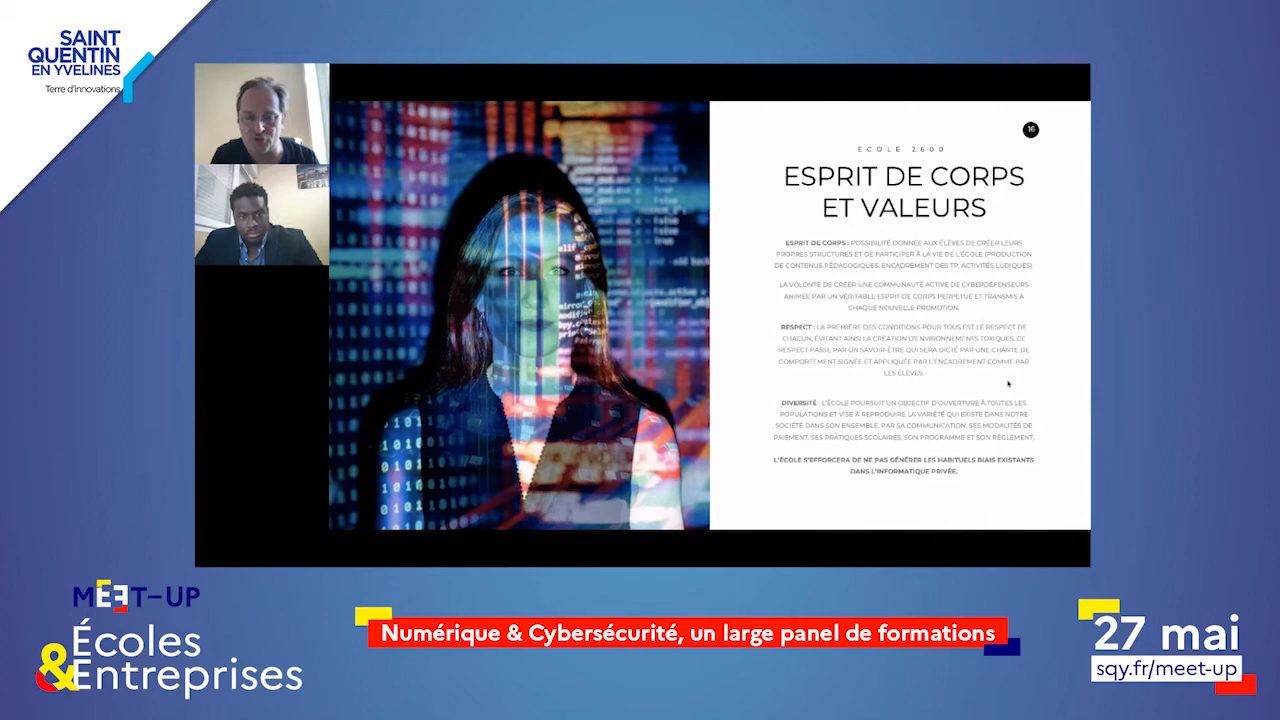 SAINT
QUENTIN
EN YVELINES
Terre d'innovations
16
ECOLE 2600
ESPRIT DE CORPS
ET VALEURS
ESPRIT DE CORPS : POSSIBILITÉ DONNÉE AUX ÉLÈVES DE CRÉER LEURS
PROPRES STRUCTURES ET DE PARTICIPER À LA VIE DE L'ÉCOLE (PRODUCTION
DE CONTENUS PÉDAGOGIQUES, ENCADREMENT DES TP, ACTIVITÉS LUDIQUES).
LA VOLONTÉ DE CRÉER UNE COMMUNAUTÉ ACTIVE DE CYBERDÉFENSEURS
ANIMÉE PAR UN VÉRITABLE ESPRIT DE CORPS PERPETUÉ ET TRANSMIS À
CHAQUE NOUVELLE PROMOTION.
RESPECT : LA PREMIÈRE DES CONDITIONS POUR TOUS EST LE RESPECT DE
CHACUN, ÉVITANT AINSI LA CRÉATION D'ENVIRONNEMENTS TOXIQUES. CE
RESPECT PASSE PAR UN SAVOIR-ÊTRE QUI SERA DICTÉ PAR UNE CHARTE DE
COMPORTEMENT SIGNÉE ET APPLIQUÉE PAR L'ENCADREMENT COMME PAR
LES ÉLÈVES.
DIVERSITÉ : L'ÉCOLE POURSUIT UN OBJECTIF D'OUVERTURE À TOUTES LES
POPULATIONS ET VISE À REPRODUIRE LA VARIÉTÉ QUI EXISTE DANS NOTRE
SOCIÉTÉ DANS SON ENSEMBLE, PAR SA COMMUNICATION, SES MODALITÉS DE
PAIEMENT, SES PRATIQUES SCOLAIRES, SON PROGRAMME ET SON RÈGLEMENT.
L'ÉCOLE S'EFFORCERA DE NE PAS GÉNÉRER LES HABITUELS BIAIS EXISTANTS
DANS L'INFORMATIQUE PRIVÉE.
MEET-UP
Écoles
&Entreprises
Numérique & Cybersécurité, un large panel de formations
27 mai
sqy.fr/meet-up